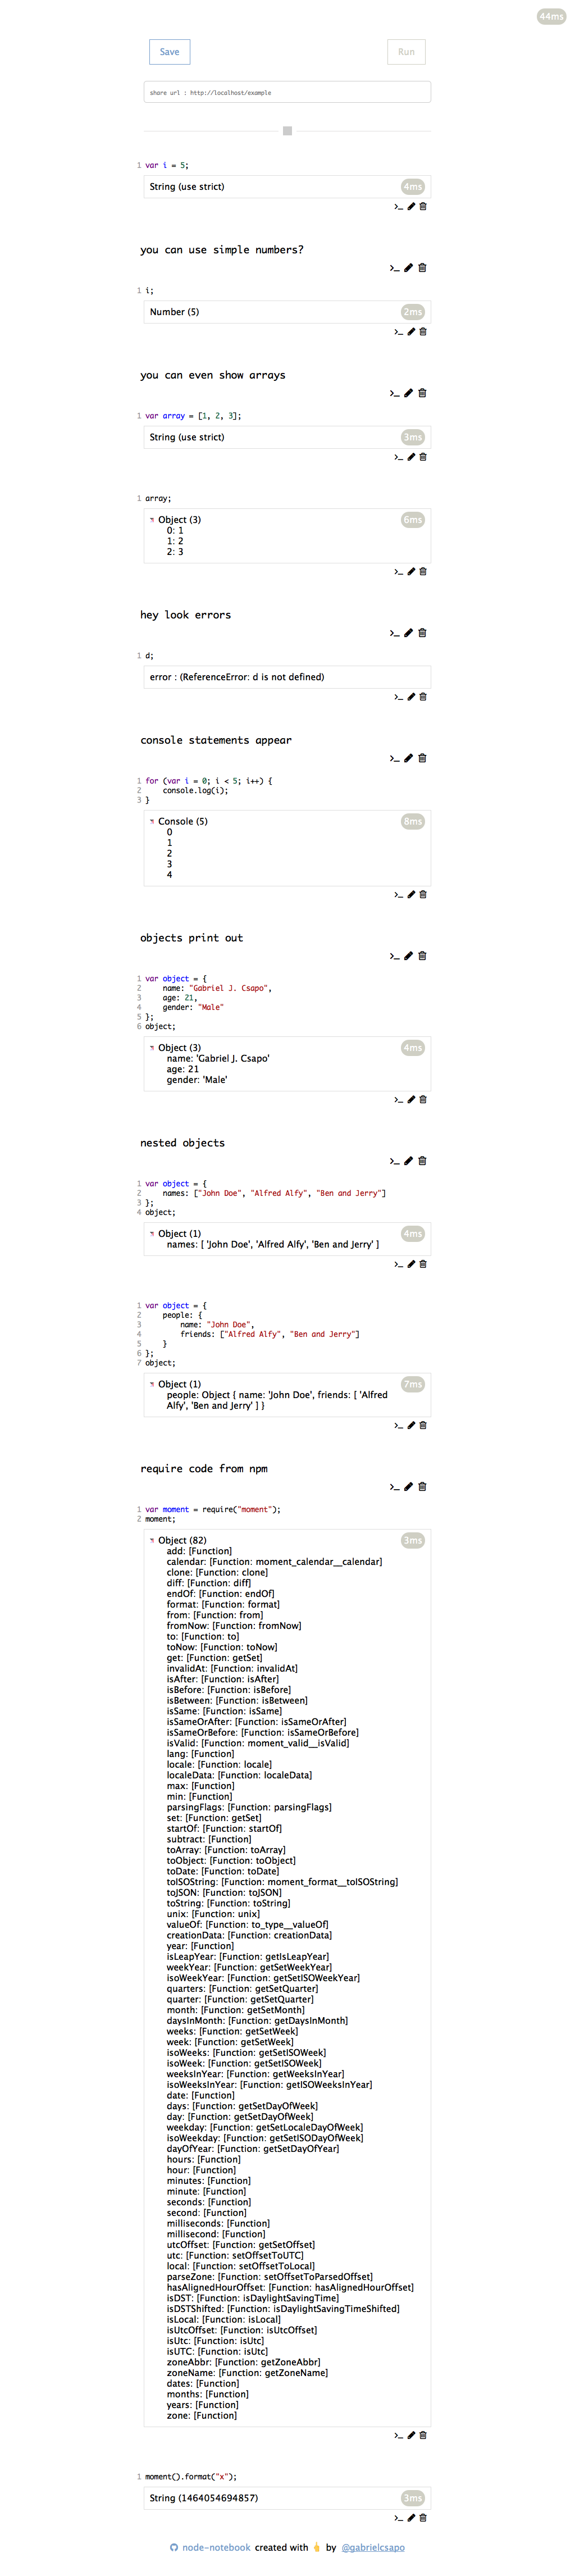 44ms
Save
Run
share url : http://localhost/example
1 var i = 5;
String (use strict)
4ms
you can use simple numbers?
1 i;
Number (5)
2ms
you can even show arrays
1 var array = [1, 2, 3];
String (use strict)
3ms
1 array;
Object (3)
6ms
0: 1
1: 2
2: 3
hey look errors
1 d;
error : (ReferenceError: d is not defined)
console statements appear
1 for (var i = 0; i < 5; i++) {
2 console.log(i);
3 }
Console (5)
8ms
0
1
2
3
4
objects print out
1 var object = {
2 name: "Gabriel J. Csapo",
3 age: 21,
4 gender: "Male"
5 };
6 object;
Object (3)
4ms
name: 'Gabriel J. Csapo'
age: 21
gender: 'Male'
nested objects
1 var object = {
2 names: ["John Doe", "Alfred Alfy", "Ben and Jerry"]
3 };
4 object;
Object (1)
4ms
names: [ 'John Doe', 'Alfred Alfy', 'Ben and Jerry' ]
1 var object = {
2 people: {
3 name: "John Doe",
4 friends: ["Alfred Alfy", "Ben and Jerry"]
5 }
6 };
7 object;
Object (1)
7ms
people: Object { name: 'John Doe', friends: [ 'Alfred
Alfy', 'Ben and Jerry' ] }
require code from npm
1 var moment = require("moment");
2 moment;
Object (82)
3ms
add: [Function]
calendar: [Function: moment_calendar__calendar]
clone: [Function: clone]
diff: [Function: diff]
endOf: [Function: endOf]
format: [Function: format]
from: [Function: from]
fromNow: [Function: fromNow]
to: [Function: to]
toNow: [Function: toNow]
get: [Function: getSet]
invalidAt: [Function: invalidAt]
isAfter: [Function: isAfter]
isBefore: [Function: isBefore]
isBetween: [Function: isBetween]
isSame: [Function: isSame]
isSameOrAfter: [Function: isSameOrAfter]
isSameOrBefore: [Function: isSameOrBefore]
isValid: [Function: moment_valid__isValid]
lang: [Function]
locale: [Function: locale]
localeData: [Function: localeData]
max: [Function]
min: [Function]
parsingFlags: [Function: parsingFlags]
set: [Function: getSet]
startOf: [Function: startOf]
subtract: [Function]
toArray: [Function: toArray]
toObject: [Function: toObject]
toDate: [Function: toDate]
toISOString: [Function: moment_format__toISOString]
toJSON: [Function: toJSON]
toString: [Function: toString]
unix: [Function: unix]
valueOf: [Function: to_type__valueOf]
creationData: [Function: creationData]
year: [Function]
isLeapYear: [Function: getIsLeapYear]
weekYear: [Function: getSetWeekYear]
isoWeekYear: [Function: getSetISOWeekYear]
quarters: [Function: getSetQuarter]
quarter: [Function: getSetQuarter]
month: [Function: getSetMonth]
daysInMonth: [Function: getDaysInMonth]
weeks: [Function: getSetWeek]
week: [Function: getSetWeek]
isoWeeks: [Function: getSetISOWeek]
isoWeek: [Function: getSetISOWeek]
weeksInYear: [Function: getWeeksInYear]
isoWeeksInYear: [Function: getISOWeeksInYear]
date: [Function]
days: [Function: getSetDayOfWeek]
day: [Function: getSetDayOfWeek]
weekday: [Function: getSetLocaleDayOfWeek]
isoWeekday: [Function: getSetISODayOfWeek]
dayOfYear: [Function: getSetDayOfYear]
hours: [Function]
hour: [Function]
minutes: [Function]
minute: [Function]
seconds: [Function]
second: [Function]
milliseconds: [Function]
millisecond: [Function]
utcOffset: [Function: getSetOffset]
utc: [Function: setOffsetToUTC]
local: [Function: setOffsetToLocal]
parseZone: [Function: setOffsetToParsedOffset]
hasAlignedHourOffset: [Function: hasAlignedHourOffset]
isDST: [Function: isDaylightSavingTime]
isDSTShifted: [Function: isDaylightSavingTimeShifted]
isLocal: [Function: isLocal]
isUtcOffset: [Function: isUtcOffset]
isUtc: [Function: isUtc]
isUTC: [Function: isUtc]
zoneAbbr: [Function: getZoneAbbr]
zoneName: [Function: getZoneName]
dates: [Function]
months: [Function]
years: [Function]
zone: [Function]
1 moment().format("x");
String (1464054694857)
3ms
node-notebook created with 👆 by @gabrielcsapo